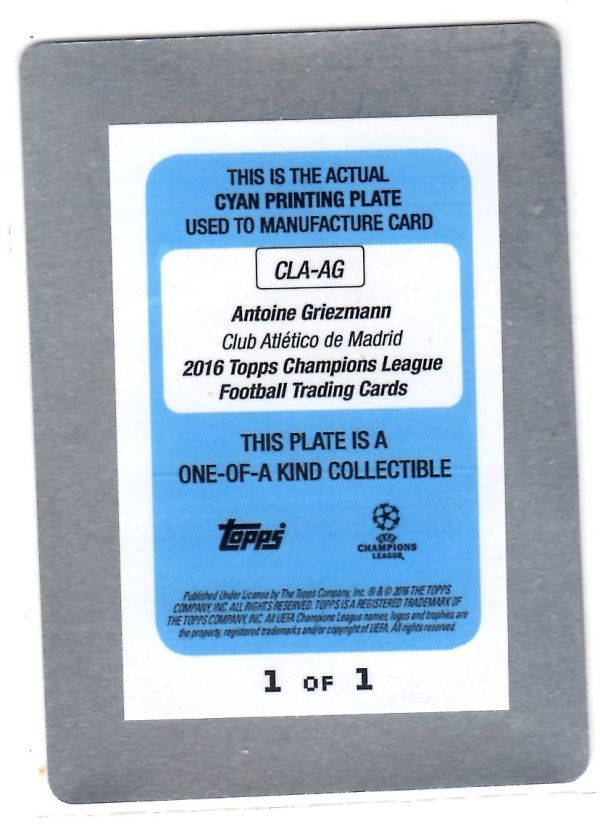 THIS IS THE ACTUAL
CYAN PRINTING PLATE
USED TO MANUFACTURE CARD
CLA-AG
Antoine Griezmann
Club Atlético de Madrid
2016 Topps Champions League
Football Trading Cards
THIS PLATE IS A
ONE-OF-A KIND COLLECTIBLE
topps
UEFA
CHAMPIONS
LEAGUE®
Published Under License by The Topps Company, Inc. ® & © 2016 THE TOPPS
COMPANY, INC. ALL RIGHTS RESERVED. TOPPS IS A REGISTERED TRADEMARK OF
THE TOPPS COMPANY, INC. All UEFA Champions League names, logos and trophies are
the property, registered trademarks and/or copyright of UEFA. All rights reserved.
1 OF 1